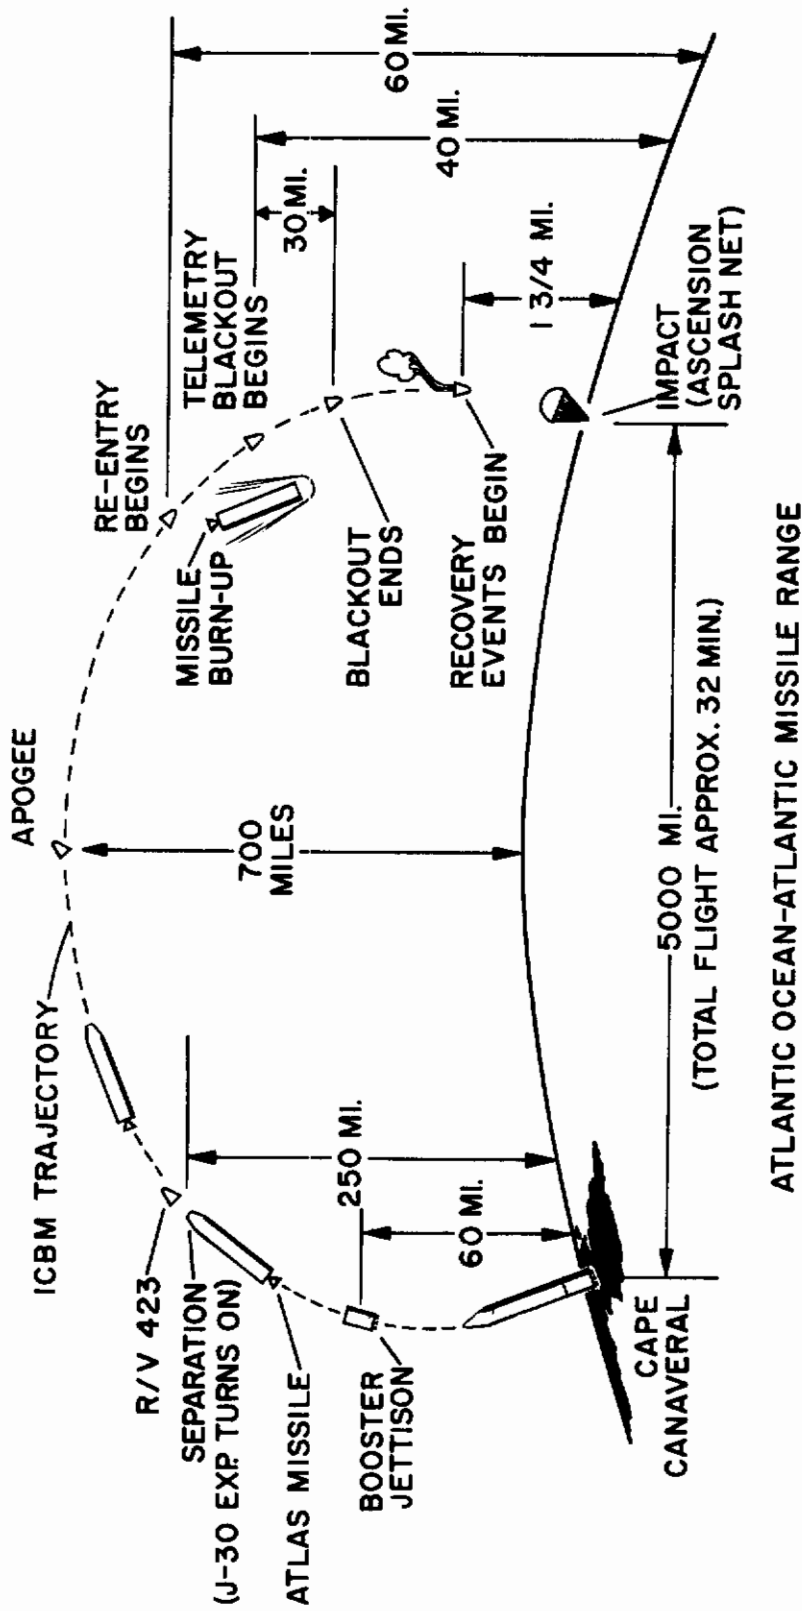 APOGEE
ICBM TRAJECTORY
R/V 423
SEPARATION
(J-30 EXP. TURNS ON)
ATLAS MISSILE
BOOSTER
JETTISON
CAPE
CANAVERAL
250 MI.
60 MI.
700
MILES
RE-ENTRY
BEGINS
TELEMETRY
BLACKOUT
BEGINS
MISSILE
BURN-UP
BLACKOUT
ENDS
RECOVERY
EVENTS BEGIN
30 MI.
60 MI.
40 MI.
1 3/4 MI.
IMPACT
(ASCENSION
SPLASH NET)
5000 MI.
(TOTAL FLIGHT APPROX. 32 MIN.)
ATLANTIC OCEAN-ATLANTIC MISSILE RANGE